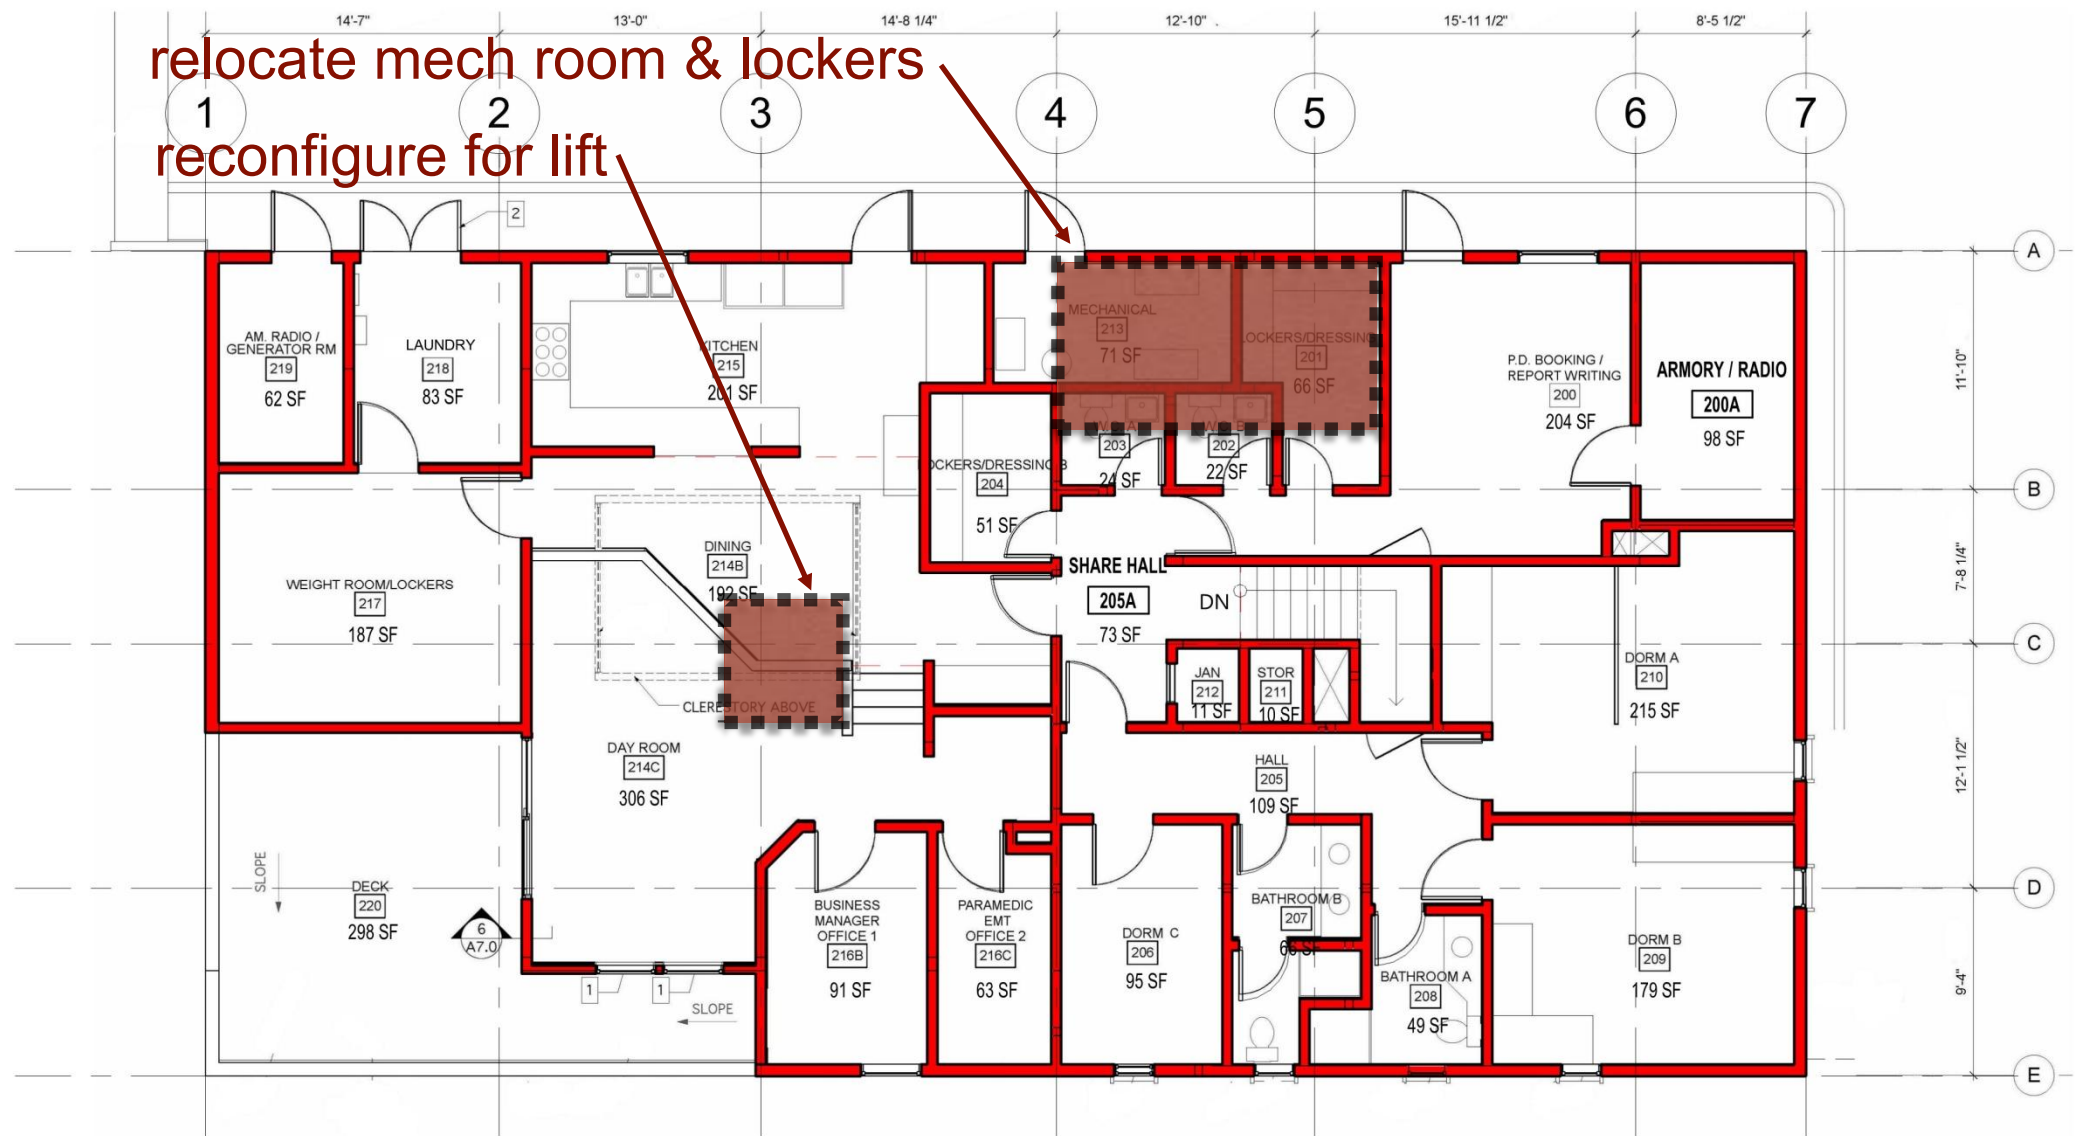 14'-7" 13'-0" 14'-8 1/4" 12'-10" 15'-11 1/2" 8'-5 1/2"
relocate mech room & lockers
1 2 3 4 5 6 7
reconfigure for lift
2
A
MECHANICAL
213
71 SF
LOCKERS/DRESSING
201
66 SF
AM. RADIO /
GENERATOR RM
219
62 SF
LAUNDRY
218
83 SF
KITCHEN
215
201 SF
P.D. BOOKING /
REPORT WRITING
200
204 SF
ARMORY / RADIO
200A
98 SF
11'-10"
203
24 SF
202
22 SF
LOCKERS/DRESSING B
204
51 SF
B
DINING
214B
192 SF
SHARE HALL
205A
73 SF
DN
7'-8 1/4"
WEIGHT ROOM/LOCKERS
217
187 SF
C
JAN
212
11 SF
STOR
211
10 SF
DORM A
210
215 SF
CLERESTORY ABOVE
DAY ROOM
214C
306 SF
HALL
205
109 SF
12'-1 1/2"
SLOPE
DECK
220
298 SF
6
A7.0
BUSINESS
MANAGER
OFFICE 1
216B
91 SF
PARAMEDIC
EMT
OFFICE 2
216C
63 SF
DORM C
206
95 SF
BATHROOM B
207
66 SF
D
BATHROOM A
208
49 SF
DORM B
209
179 SF
9'-4"
1 1
SLOPE
E